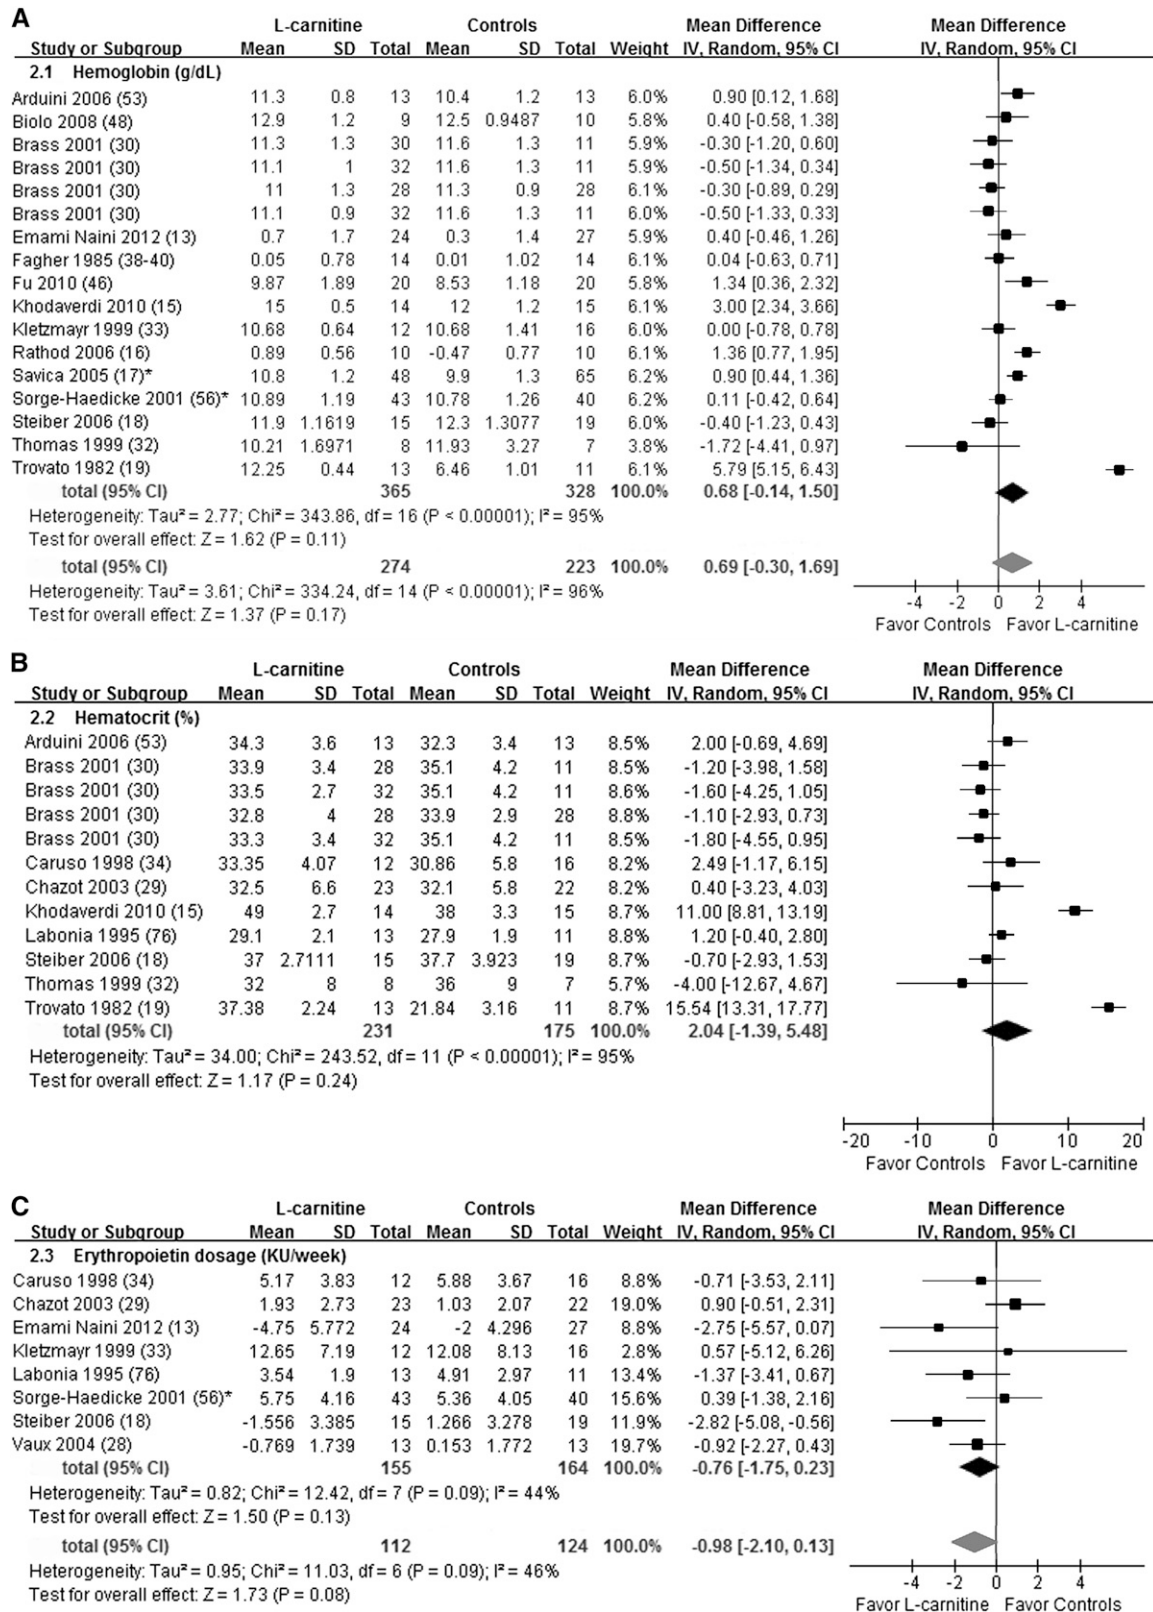 A
L-carnitine Controls Mean Difference Mean Difference
Study or Subgroup Mean SD Total Mean SD Total Weight IV, Random, 95% CI IV, Random, 95% CI
2.1 Hemoglobin (g/dL)
Arduini 2006 (53) 11.3 0.8 13 10.4 1.2 13 6.0% 0.90 [0.12, 1.68]
Biolo 2008 (48) 12.9 1.2 9 12.5 0.9487 10 5.8% 0.40 [-0.58, 1.38]
Brass 2001 (30) 11.3 1.3 30 11.6 1.3 11 5.9% -0.30 [-1.20, 0.60]
Brass 2001 (30) 11.1 1 32 11.6 1.3 11 6.0% -0.50 [-1.34, 0.34]
Brass 2001 (30) 11 1.3 28 11.3 0.9 28 6.1% -0.30 [-0.89, 0.29]
Brass 2001 (30) 11.1 0.9 32 11.6 1.3 11 6.0% -0.50 [-1.33, 0.33]
Emami Naini 2012 (13) 0.7 1.7 24 0.3 1.4 27 5.9% 0.40 [-0.46, 1.26]
Fagher 1985 (38-40) 0.05 0.78 14 0.01 1.02 14 6.1% 0.04 [-0.63, 0.71]
Fu 2010 (46) 9.87 1.89 20 8.53 1.18 20 5.8% 1.34 [0.36, 2.32]
Khodaverdi 2010 (15) 15 0.5 14 12 1.2 15 6.1% 3.00 [2.34, 3.66]
Kletzmayr 1999 (33) 10.68 0.64 12 10.68 1.41 16 6.0% 0.00 [-0.78, 0.78]
Rathod 2006 (16) 0.89 0.56 10 -0.47 0.77 10 6.1% 1.36 [0.77, 1.95]
Savica 2005 (17)* 10.8 1.2 48 9.9 1.3 65 6.2% 0.90 [0.44, 1.36]
Sorge-Haedicke 2001 (56)* 10.89 1.19 43 10.78 1.26 40 6.2% 0.11 [-0.42, 0.64]
Steiber 2006 (18) 11.9 1.1619 15 12.3 1.3077 19 6.0% -0.40 [-1.23, 0.43]
Thomas 1999 (32) 10.21 1.6971 8 11.93 3.27 7 3.8% -1.72 [-4.41, 0.97]
Trovato 1982 (19) 12.25 0.44 13 6.46 1.01 11 6.1% 5.79 [5.15, 6.43]
total (95% CI) 365 328 100.0% 0.68 [-0.14, 1.50]
Heterogeneity: Tau² = 2.77; Chi² = 343.86, df = 16 (P < 0.00001); I² = 95%
Test for overall effect: Z = 1.62 (P = 0.11)
total (95% CI) 274 223 100.0% 0.69 [-0.30, 1.69]
Heterogeneity: Tau² = 3.61; Chi² = 334.24, df = 14 (P < 0.00001); I² = 96%
Test for overall effect: Z = 1.37 (P = 0.17)
-4 -2 0 2 4
Favor Controls Favor L-carnitine
B
L-carnitine Controls Mean Difference Mean Difference
Study or Subgroup Mean SD Total Mean SD Total Weight IV, Random, 95% CI IV, Random, 95% CI
2.2 Hematocrit (%)
Arduini 2006 (53) 34.3 3.6 13 32.3 3.4 13 8.5% 2.00 [-0.69, 4.69]
Brass 2001 (30) 33.9 3.4 28 35.1 4.2 11 8.5% -1.20 [-3.98, 1.58]
Brass 2001 (30) 33.5 2.7 32 35.1 4.2 11 8.6% -1.60 [-4.25, 1.05]
Brass 2001 (30) 32.8 4 28 33.9 2.9 28 8.8% -1.10 [-2.93, 0.73]
Brass 2001 (30) 33.3 3.4 32 35.1 4.2 11 8.5% -1.80 [-4.55, 0.95]
Caruso 1998 (34) 33.35 4.07 12 30.86 5.8 16 8.2% 2.49 [-1.17, 6.15]
Chazot 2003 (29) 32.5 6.6 23 32.1 5.8 22 8.2% 0.40 [-3.23, 4.03]
Khodaverdi 2010 (15) 49 2.7 14 38 3.3 15 8.7% 11.00 [8.81, 13.19]
Labonia 1995 (76) 29.1 2.1 13 27.9 1.9 11 8.8% 1.20 [-0.40, 2.80]
Steiber 2006 (18) 37 2.7111 15 37.7 3.923 19 8.7% -0.70 [-2.93, 1.53]
Thomas 1999 (32) 32 8 8 36 9 7 5.7% -4.00 [-12.67, 4.67]
Trovato 1982 (19) 37.38 2.24 13 21.84 3.16 11 8.7% 15.54 [13.31, 17.77]
total (95% CI) 231 175 100.0% 2.04 [-1.39, 5.48]
Heterogeneity: Tau² = 34.00; Chi² = 243.52, df = 11 (P < 0.00001); I² = 95%
Test for overall effect: Z = 1.17 (P = 0.24)
-20 -10 0 10 20
Favor Controls Favor L-carnitine
C
L-carnitine Controls Mean Difference Mean Difference
Study or Subgroup Mean SD Total Mean SD Total Weight IV, Random, 95% CI IV, Random, 95% CI
2.3 Erythropoietin dosage (KU/week)
Caruso 1998 (34) 5.17 3.83 12 5.88 3.67 16 8.8% -0.71 [-3.53, 2.11]
Chazot 2003 (29) 1.93 2.73 23 1.03 2.07 22 19.0% 0.90 [-0.51, 2.31]
Emami Naini 2012 (13) -4.75 5.772 24 -2 4.296 27 8.8% -2.75 [-5.57, 0.07]
Kletzmayr 1999 (33) 12.65 7.19 12 12.08 8.13 16 2.8% 0.57 [-5.12, 6.26]
Labonia 1995 (76) 3.54 1.9 13 4.91 2.97 11 13.4% -1.37 [-3.41, 0.67]
Sorge-Haedicke 2001 (56)* 5.75 4.16 43 5.36 4.05 40 15.6% 0.39 [-1.38, 2.16]
Steiber 2006 (18) -1.556 3.385 15 1.266 3.278 19 11.9% -2.82 [-5.08, -0.56]
Vaux 2004 (28) -0.769 1.739 13 0.153 1.772 13 19.7% -0.92 [-2.27, 0.43]
total (95% CI) 155 164 100.0% -0.76 [-1.75, 0.23]
Heterogeneity: Tau² = 0.82; Chi² = 12.42, df = 7 (P = 0.09); I² = 44%
Test for overall effect: Z = 1.50 (P = 0.13)
total (95% CI) 112 124 100.0% -0.98 [-2.10, 0.13]
Heterogeneity: Tau² = 0.95; Chi² = 11.03, df = 6 (P = 0.09); I² = 46%
Test for overall effect: Z = 1.73 (P = 0.08)
-4 -2 0 2 4
Favor L-carnitine Favor Controls